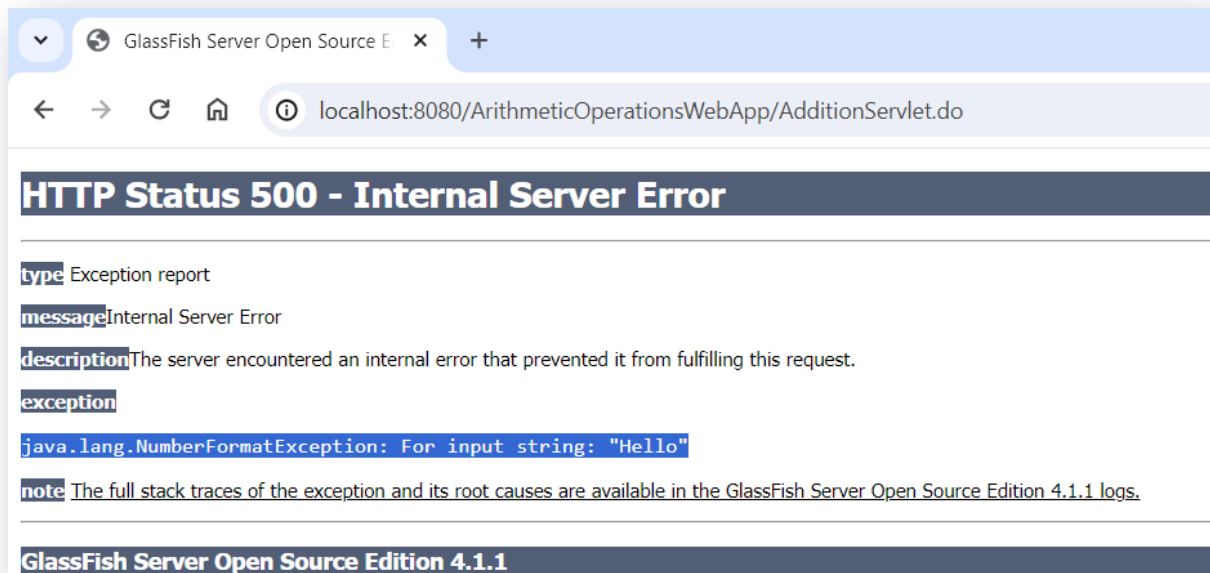 GlassFish Server Open Source E
localhost:8080/ArithmeticOperationsWebApp/AdditionServlet.do
HTTP Status 500 - Internal Server Error
type Exception report
messageInternal Server Error
descriptionThe server encountered an internal error that prevented it from fulfilling this request.
exception
java.lang.NumberFormatException: For input string: "Hello"
note The full stack traces of the exception and its root causes are available in the GlassFish Server Open Source Edition 4.1.1 logs.
GlassFish Server Open Source Edition 4.1.1